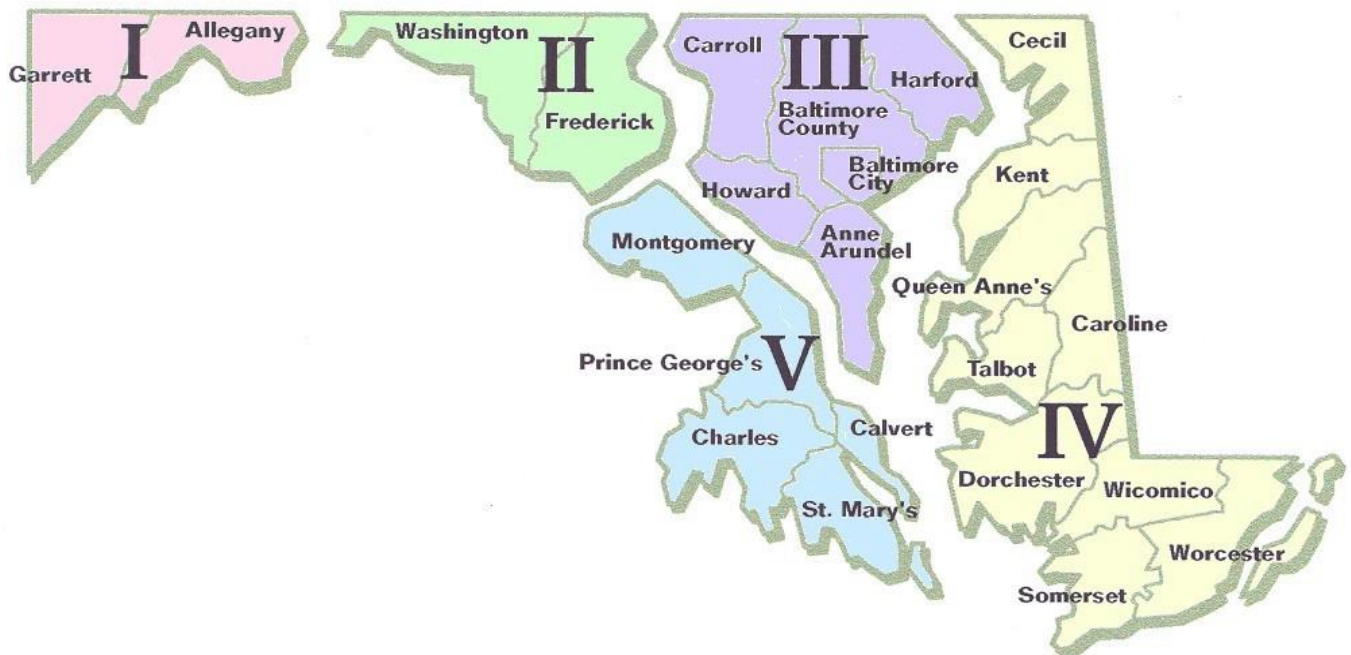 Garrett
I
Allegany
Washington
II
Frederick
Carroll
III
Harford
Baltimore
County
Baltimore
City
Howard
Anne
Arundel
Cecil
Kent
Queen Anne's
Caroline
Talbot
IV
Dorchester
Wicomico
Worcester
Somerset
Montgomery
Prince George's
V
Charles
Calvert
St. Mary's